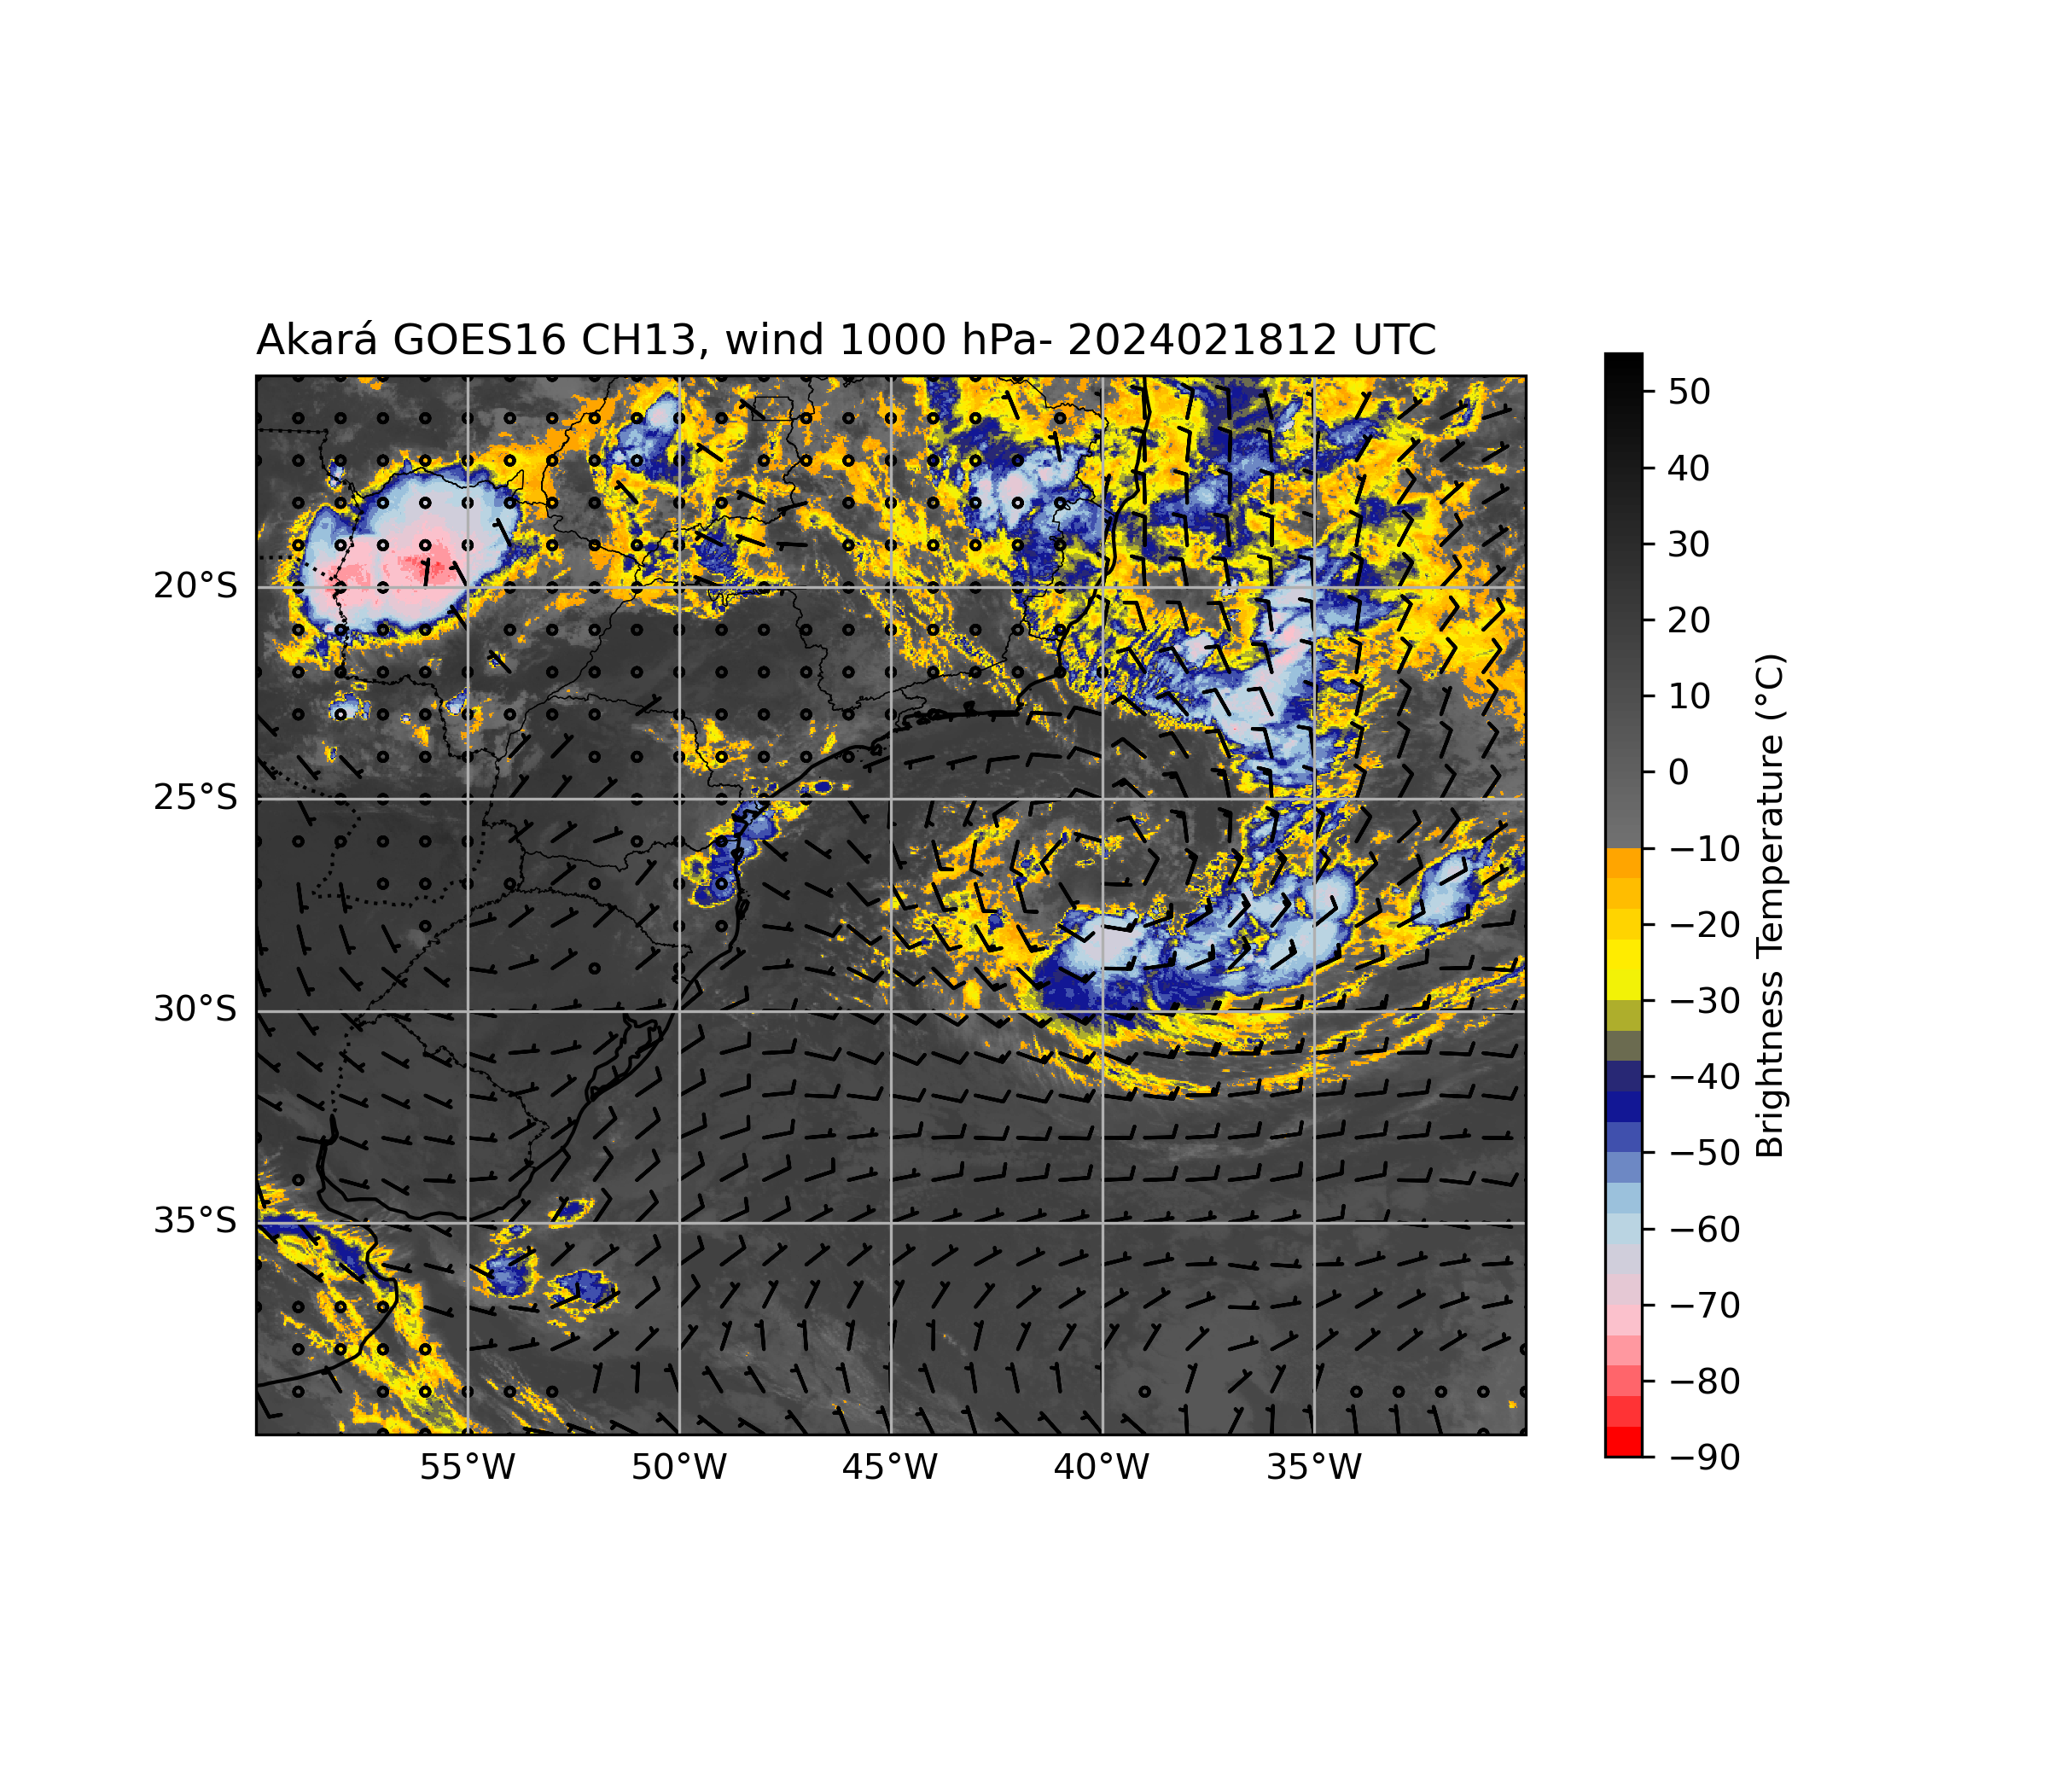 Akará GOES16 CH13, wind 1000 hPa- 2024021812 UTC
20°S
25°S
30°S
35°S
55°W
50°W
45°W
40°W
35°W
50
40
30
20
10
0
−10
−20
−30
−40
−50
−60
−70
−80
−90
Brightness Temperature (°C)